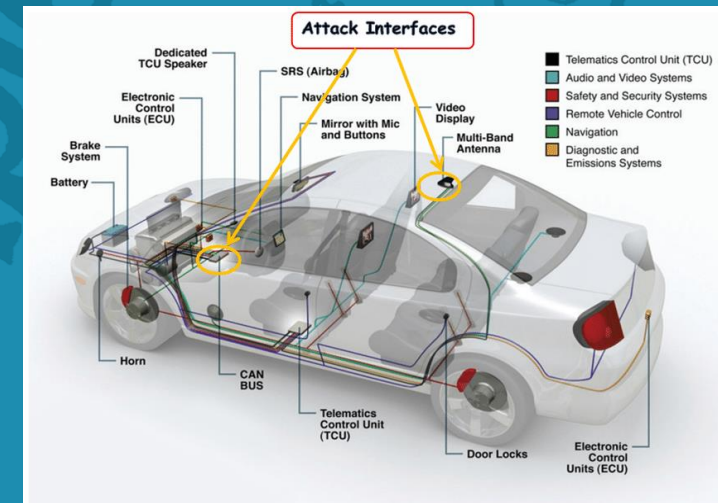 Attack Interfaces
Dedicated
TCU Speaker
SRS (Airbag)
Electronic
Control
Units (ECU)
Navigation System
Mirror with Mic
and Buttons
Video
Display
Multi-Band
Antenna
Brake
System
Battery
Telematics Control Unit (TCU)
Audio and Video Systems
Safety and Security Systems
Remote Vehicle Control
Navigation
Diagnostic and
Emissions Systems
Horn
CAN
BUS
Telematics
Control Unit
(TCU)
Door Locks
Electronic
Control
Units (ECU)